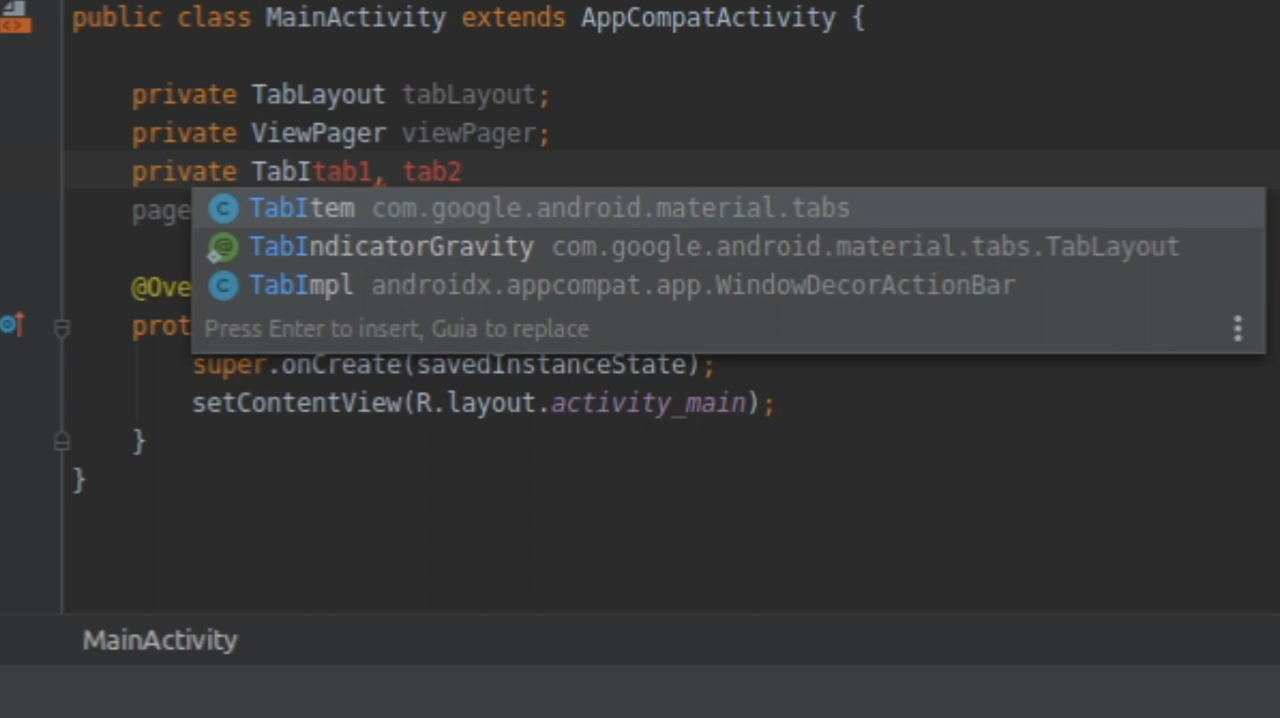 public class MainActivity extends AppCompatActivity {
private TabLayout tabLayout;
private ViewPager viewPager;
private TabItab1, tab2
page
TabItem com.google.android.material.tabs
TabIndicatorGravity com.google.android.material.tabs.TabLayout
@Ove
TabImpl androidx.appcompat.app.WindowDecorActionBar
prot
Press Enter to insert, Guia to replace
super.onCreate(savedInstanceState);
setContentView(R.layout.activity_main);
}
}
MainActivity